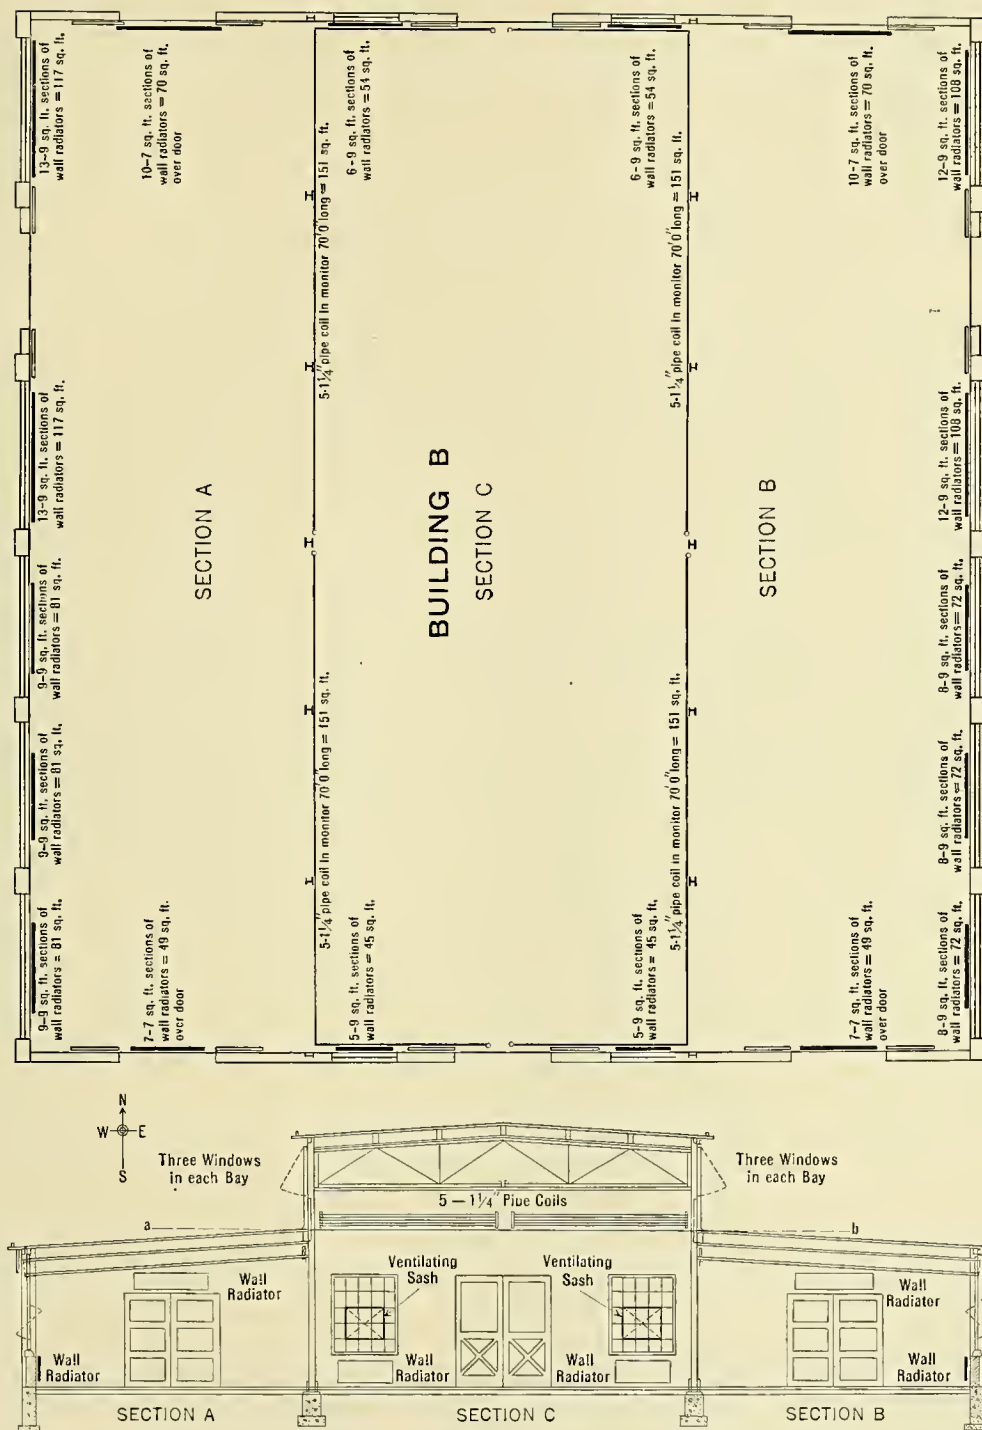 13-9 sq. ft. sections of
wall radiators = 117 sq. ft.
10-7 sq. ft. sections of
wall radiators = 70 sq. ft.
over door
6-9 sq. ft. sections of
wall radiators = 54 sq. ft.
6-9 sq. ft. sections of
wall radiators = 54 sq. ft.
10-7 sq. ft. sections of
wall radiators = 70 sq. ft.
over door
12-9 sq. ft. sections of
wall radiators = 108 sq. ft.
5-1¼" pipe coil in monitor 70'0" long = 151 sq. ft.
5-1¼" pipe coil in monitor 70'0" long = 151 sq. ft.
13-9 sq. ft. sections of
wall radiators = 117 sq. ft.
12-9 sq. ft. sections of
wall radiators = 108 sq. ft.
SECTION A
BUILDING B
SECTION C
SECTION B
9-9 sq. ft. sections of
wall radiators = 81 sq. ft.
8-9 sq. ft. sections of
wall radiators = 72 sq. ft.
9-9 sq. ft. sections of
wall radiators = 81 sq. ft.
8-9 sq. ft. sections of
wall radiators = 72 sq. ft.
5-1¼" pipe coil in monitor 70'0" long = 151 sq. ft.
5-1¼" pipe coil in monitor 70'0" long = 151 sq. ft.
9-9 sq. ft. sections of
wall radiators = 81 sq. ft.
7-7 sq. ft. sections of
wall radiators = 49 sq. ft.
over door
5-9 sq. ft. sections of
wall radiators = 45 sq. ft.
5-9 sq. ft. sections of
wall radiators = 45 sq. ft.
7-7 sq. ft. sections of
wall radiators = 49 sq. ft.
over door
8-9 sq. ft. sections of
wall radiators = 72 sq. ft.
N
W E
S
Three Windows
in each Bay
Three Windows
in each Bay
5 — 1¼" Pipe Coils
a
b
Ventilating
Sash
Ventilating
Sash
Wall
Radiator
Wall
Radiator
Wall
Radiator
Wall
Radiator
Wall
Radiator
Wall
Radiator
SECTION A
SECTION C
SECTION B